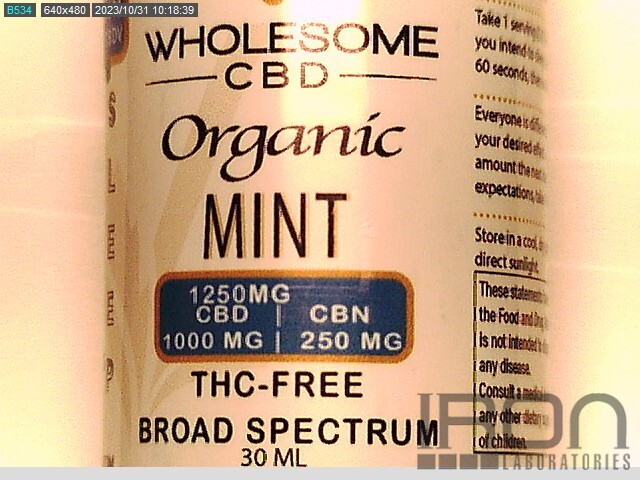 B534 640x480 2023/10/31 10:18:39
WHOLESOME
CBD
Organic
MINT
1250MG
CBD | CBN
1000 MG | 250 MG
THC-FREE
BROAD SPECTRUM
30 ML
S
L
E
E
P
Take 1 serving
you intend to
60 seconds,
Everyone is
your desired
amount the
expectations,
Store in a cool,
direct sunlight.
These statements
the Food and
is not intended
any disease.
Consult a
any other dietary
of children.
IRON
LABORATORIES